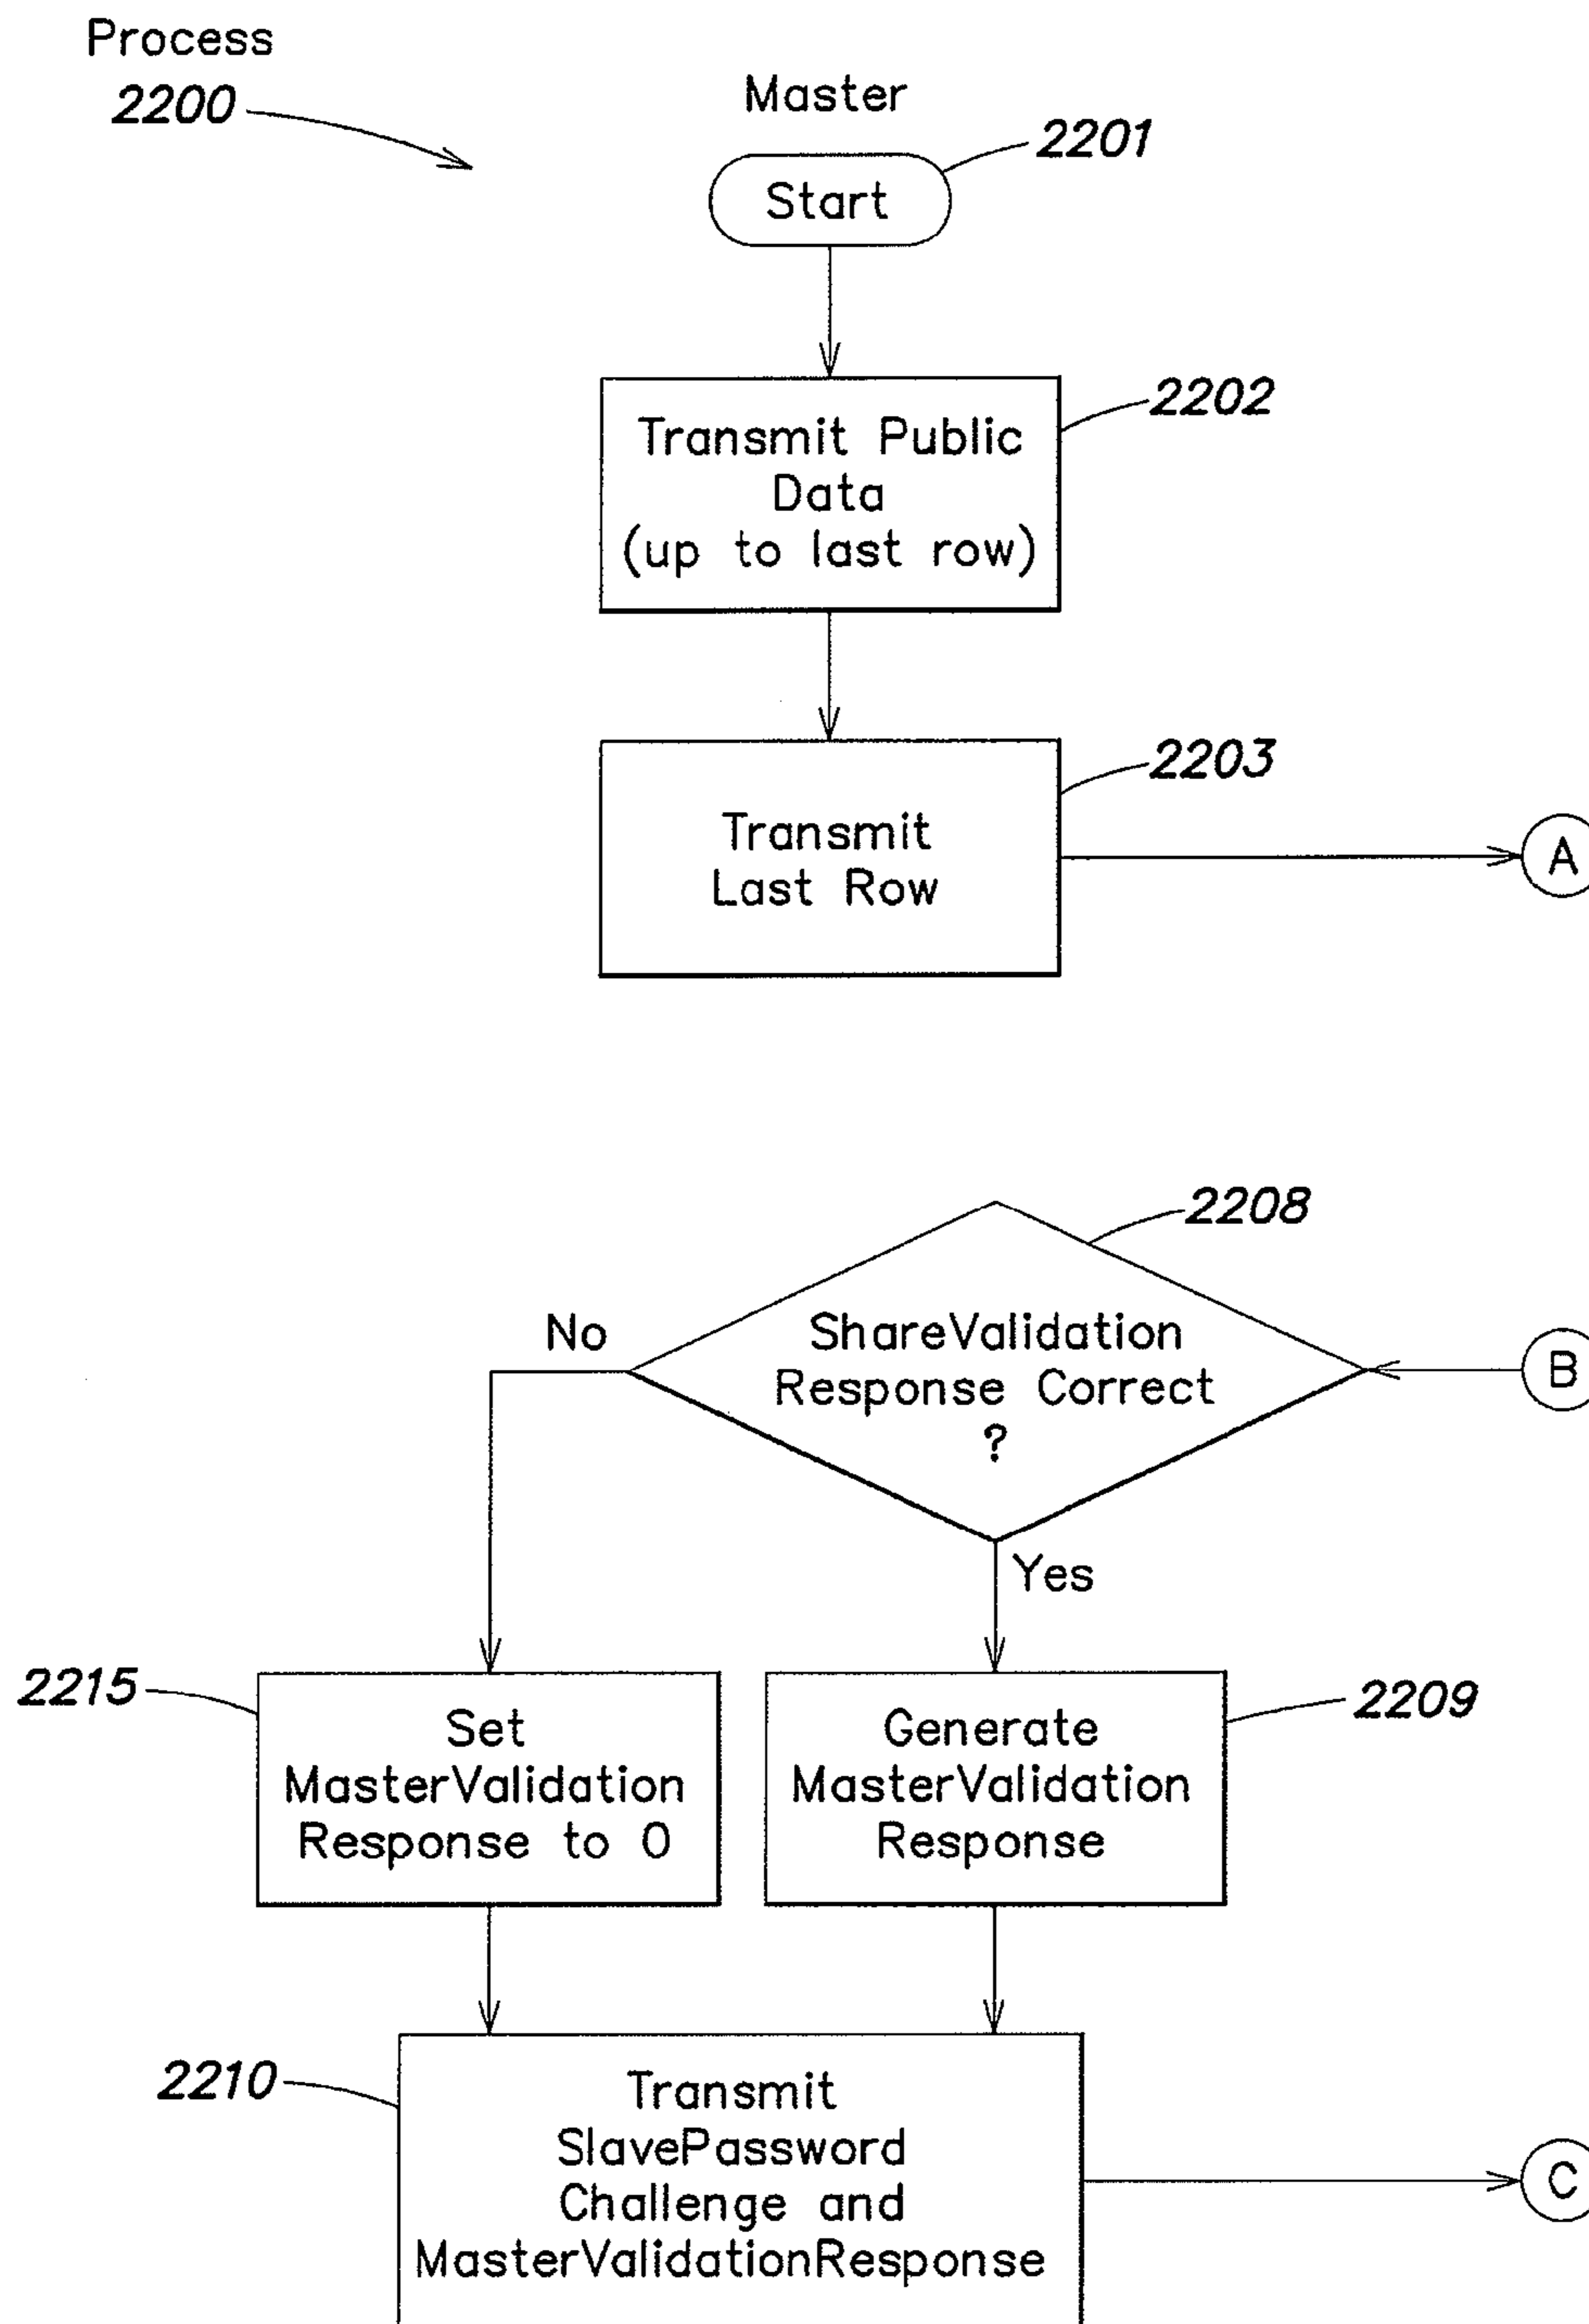 Process
2200
Master
2201
Start
2202
Transmit Public
Data
(up to last row)
2203
Transmit
Last Row
A
2208
No
ShareValidation
Response Correct
?
B
Yes
2215
Set
MasterValidation
Response to 0
2209
Generate
MasterValidation
Response
2210
Transmit
SlavePassword
Challenge and
MasterValidationResponse
C